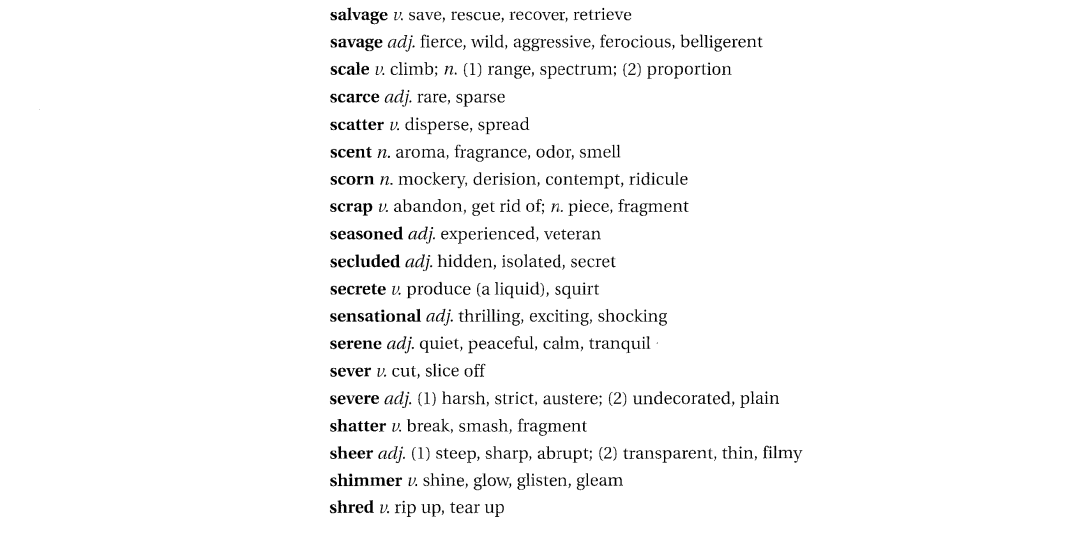 salvage v. save, rescue, recover, retrieve
savage adj. fierce, wild, aggressive, ferocious, belligerent
scale v. climb; n. (1) range, spectrum; (2) proportion
scarce adj. rare, sparse
scatter v. disperse, spread
scent n. aroma, fragrance, odor, smell
scorn n. mockery, derision, contempt, ridicule
scrap v. abandon, get rid of; n. piece, fragment
seasoned adj. experienced, veteran
secluded adj. hidden, isolated, secret
secrete v. produce (a liquid), squirt
sensational adj. thrilling, exciting, shocking
serene adj. quiet, peaceful, calm, tranquil
sever v. cut, slice off
severe adj. (1) harsh, strict, austere; (2) undecorated, plain
shatter v. break, smash, fragment
sheer adj. (1) steep, sharp, abrupt; (2) transparent, thin, filmy
shimmer v. shine, glow, glisten, gleam
shred v. rip up, tear up